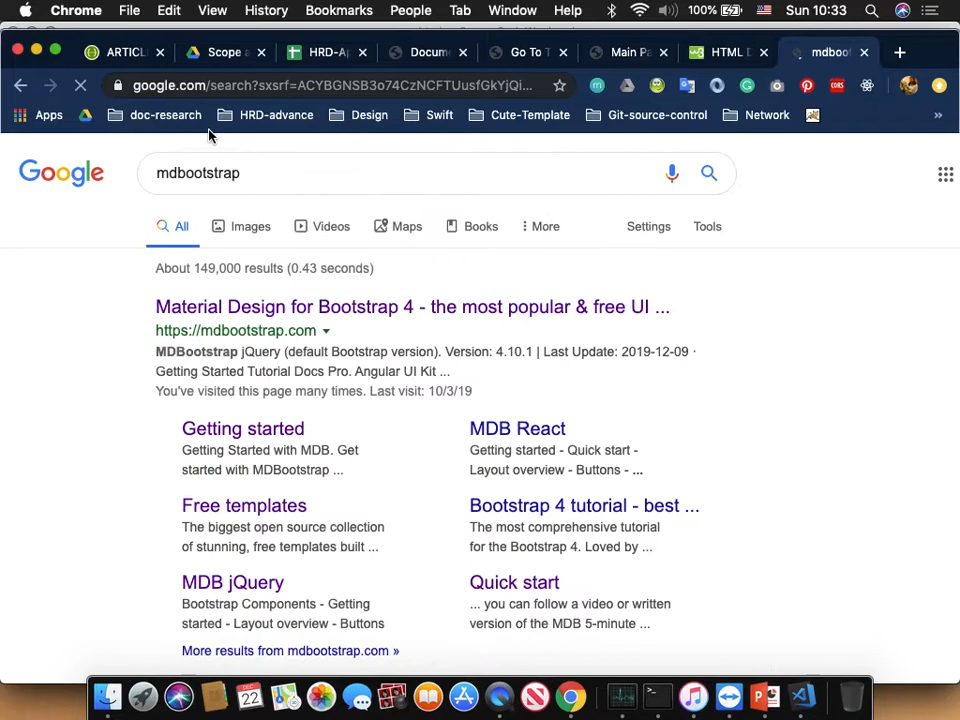 Chrome File Edit View History Bookmarks People Tab Window Help 100% Sun 10:33
ARTICL Scope a HRD-Ap Docume Go To T Main Pa HTML D mdboot
google.com/search?sxsrf=ACYBGNSB3o74CzNCFTUusfGkYjQni...
Apps doc-research HRD-advance Design Swift Cute-Template Git-source-control Network »
Google mdbootstrap
All Images Videos Maps Books More Settings Tools
About 149,000 results (0.43 seconds)
Material Design for Bootstrap 4 - the most popular & free UI ...
https://mdbootstrap.com
MDBootstrap jQuery (default Bootstrap version). Version: 4.10.1 | Last Update: 2019-12-09 ·
Getting Started Tutorial Docs Pro. Angular UI Kit ...
You've visited this page many times. Last visit: 10/3/19
Getting started MDB React
Getting Started with MDB. Get Getting started - Quick start -
started with MDBootstrap ... Layout overview - Buttons - ...
Free templates Bootstrap 4 tutorial - best ...
The biggest open source collection The most comprehensive tutorial
of stunning, free templates built ... for the Bootstrap 4. Loved by ...
MDB jQuery Quick start
Bootstrap Components - Getting ... you can follow a video or written
started - Layout overview - Buttons version of the MDB 5-minute ...
More results from mdbootstrap.com »